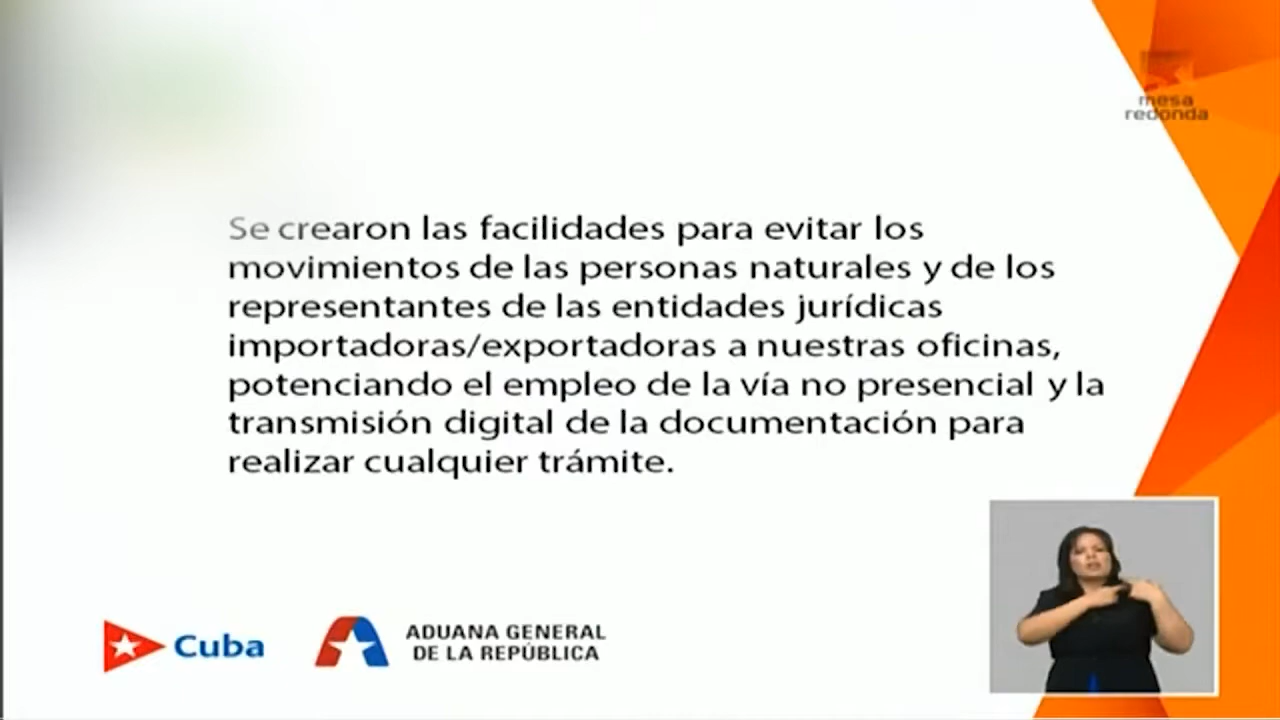 mesa
redonda
Se crearon las facilidades para evitar los
movimientos de las personas naturales y de los
representantes de las entidades jurídicas
importadoras/exportadoras a nuestras oficinas,
potenciando el empleo de la vía no presencial y la
transmisión digital de la documentación para
realizar cualquier trámite.
Cuba
ADUANA GENERAL
DE LA REPÚBLICA